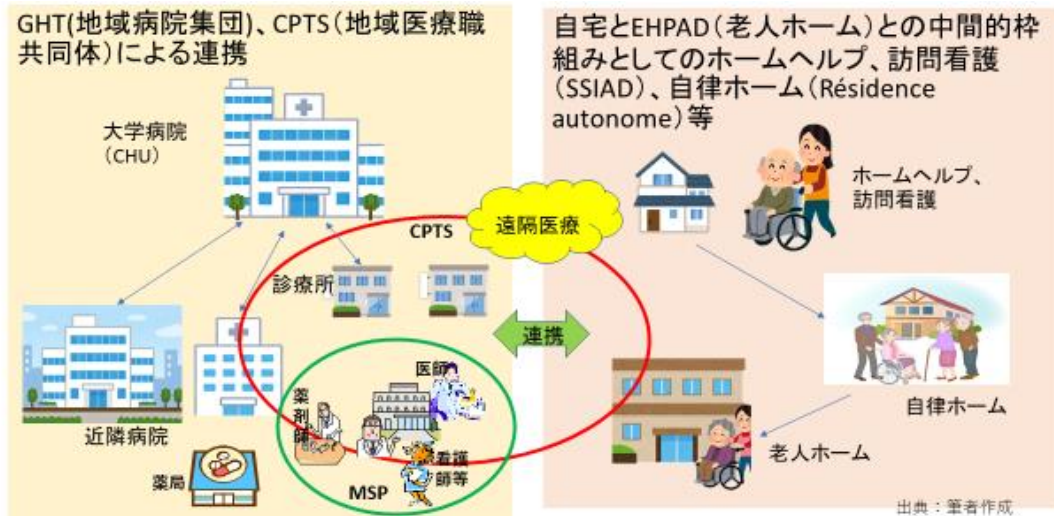 GHT(地域病院集団)、CPTS(地域医療職
共同体)による連携
大学病院
(CHU)
CPTS
診療所
近隣病院
薬局
薬剤師
医師
看護
師等
MSP
遠隔医療
連携
自宅とEHPAD(老人ホーム)との中間的枠
組みとしてのホームヘルプ、訪問看護
(SSIAD)、自律ホーム(Résidence
autonome)等
ホームヘルプ、
訪問看護
自律ホーム
老人ホーム
出典:筆者作成